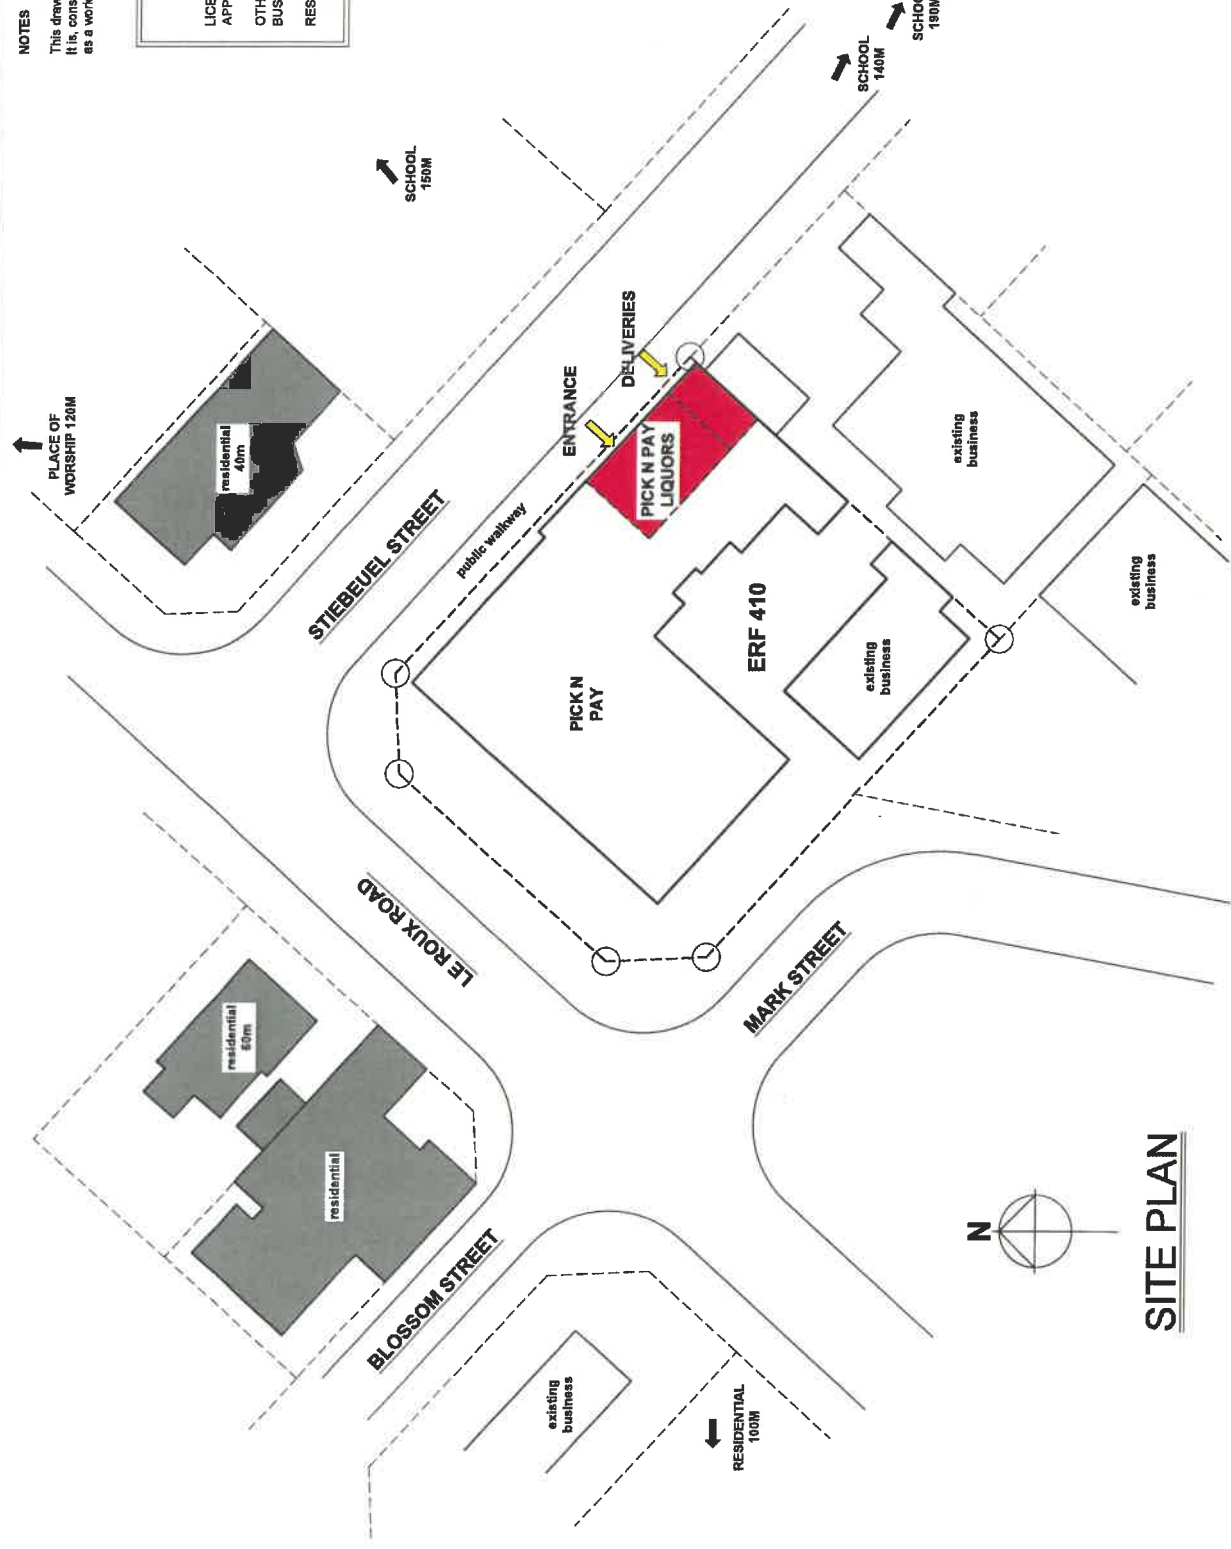 NOTES
This draw
It is, cons
as a work
LICE
APP
OTH
BUS
RES
PLACE OF
WORSHIP 120M
SCHOOL
150M
SCHOOL
140M
SCHOO
190M
residential
40m
STIEBEUEL STREET
public walkway
ENTRANCE
DELIVERIES
PICK N PAY
LIQUORS
PICK N
PAY
ERF 410
existing
business
existing
business
existing
business
LE ROUX ROAD
MARK STREET
residential
60m
residential
BLOSSOM STREET
existing
business
RESIDENTIAL
100M
N
SITE PLAN